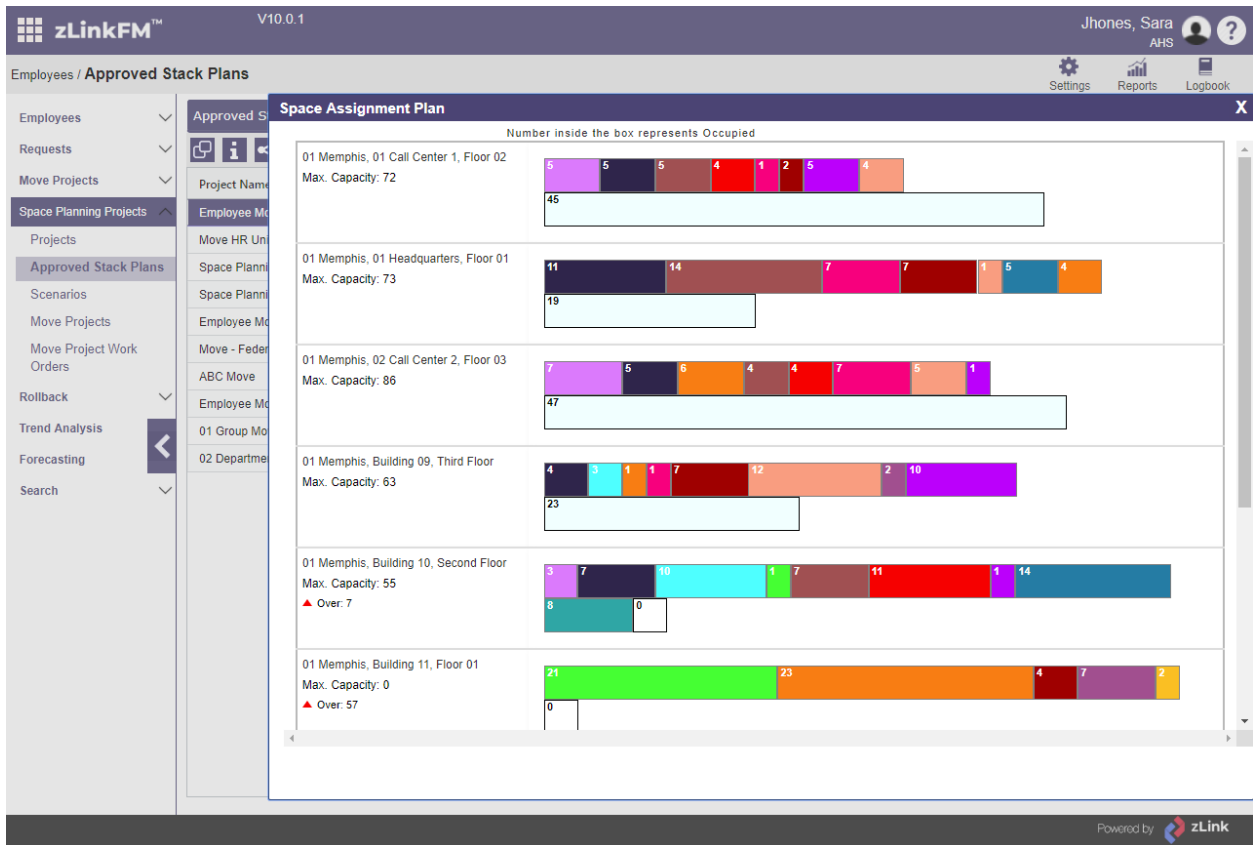 V10.0.1
zLinkFM™
Jhones, Sara
AHS
?
Employees / Approved Stack Plans
Settings
Reports
Logbook
Employees
Requests
Move Projects
Space Planning Projects
Projects
Approved Stack Plans
Scenarios
Move Projects
Move Project Work
Orders
Rollback
Trend Analysis
Forecasting
Search
Approved S
i
Project Name
Employee Mo
Move HR Uni
Space Planni
Space Planni
Employee Mo
Move - Feder
ABC Move
Employee Mo
01 Group Mo
02 Departme
Space Assignment Plan
X
Number inside the box represents Occupied
01 Memphis, 01 Call Center 1, Floor 02
Max. Capacity: 72
5 5 5 4 1 2 5 4
45
01 Memphis, 01 Headquarters, Floor 01
Max. Capacity: 73
11 14 7 7 1 5 4
19
01 Memphis, 02 Call Center 2, Floor 03
Max. Capacity: 86
7 5 6 4 4 7 5 1
47
01 Memphis, Building 09, Third Floor
Max. Capacity: 63
4 3 1 1 7 12 2 10
23
01 Memphis, Building 10, Second Floor
Max. Capacity: 55
Over: 7
3 7 10 1 7 11 1 14
8 0
01 Memphis, Building 11, Floor 01
Max. Capacity: 0
Over: 57
21 23 4 7 2
0
Powered by zLink